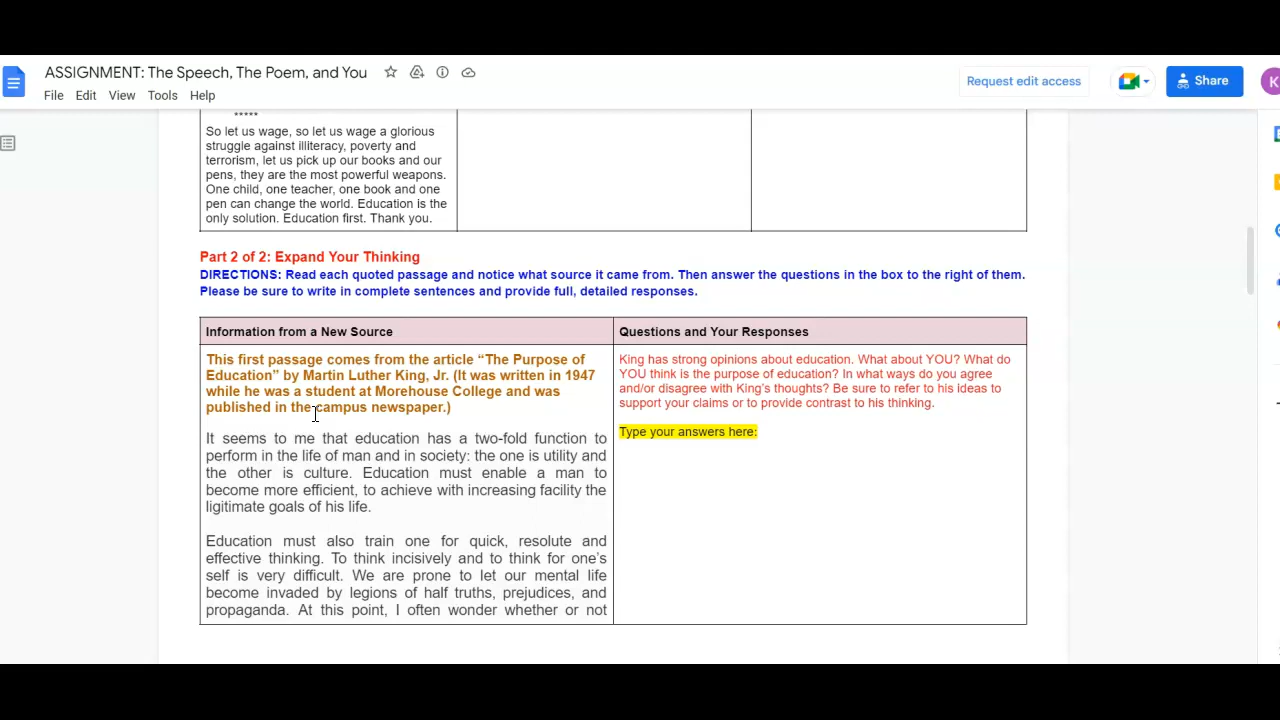 ASSIGNMENT: The Speech, The Poem, and You
File Edit View Tools Help
Request edit access
Share
K
*****
So let us wage, so let us wage a glorious
struggle against illiteracy, poverty and
terrorism, let us pick up our books and our
pens, they are the most powerful weapons.
One child, one teacher, one book and one
pen can change the world. Education is the
only solution. Education first. Thank you.
Part 2 of 2: Expand Your Thinking
DIRECTIONS: Read each quoted passage and notice what source it came from. Then answer the questions in the box to the right of them.
Please be sure to write in complete sentences and provide full, detailed responses.
Information from a New Source
This first passage comes from the article “The Purpose of
Education” by Martin Luther King, Jr. (It was written in 1947
while he was a student at Morehouse College and was
published in the campus newspaper.)
It seems to me that education has a two-fold function to
perform in the life of man and in society: the one is utility and
the other is culture. Education must enable a man to
become more efficient, to achieve with increasing facility the
ligitimate goals of his life.
Education must also train one for quick, resolute and
effective thinking. To think incisively and to think for one’s
self is very difficult. We are prone to let our mental life
become invaded by legions of half truths, prejudices, and
propaganda. At this point, I often wonder whether or not
Questions and Your Responses
King has strong opinions about education. What about YOU? What do
YOU think is the purpose of education? In what ways do you agree
and/or disagree with King’s thoughts? Be sure to refer to his ideas to
support your claims or to provide contrast to his thinking.
Type your answers here: